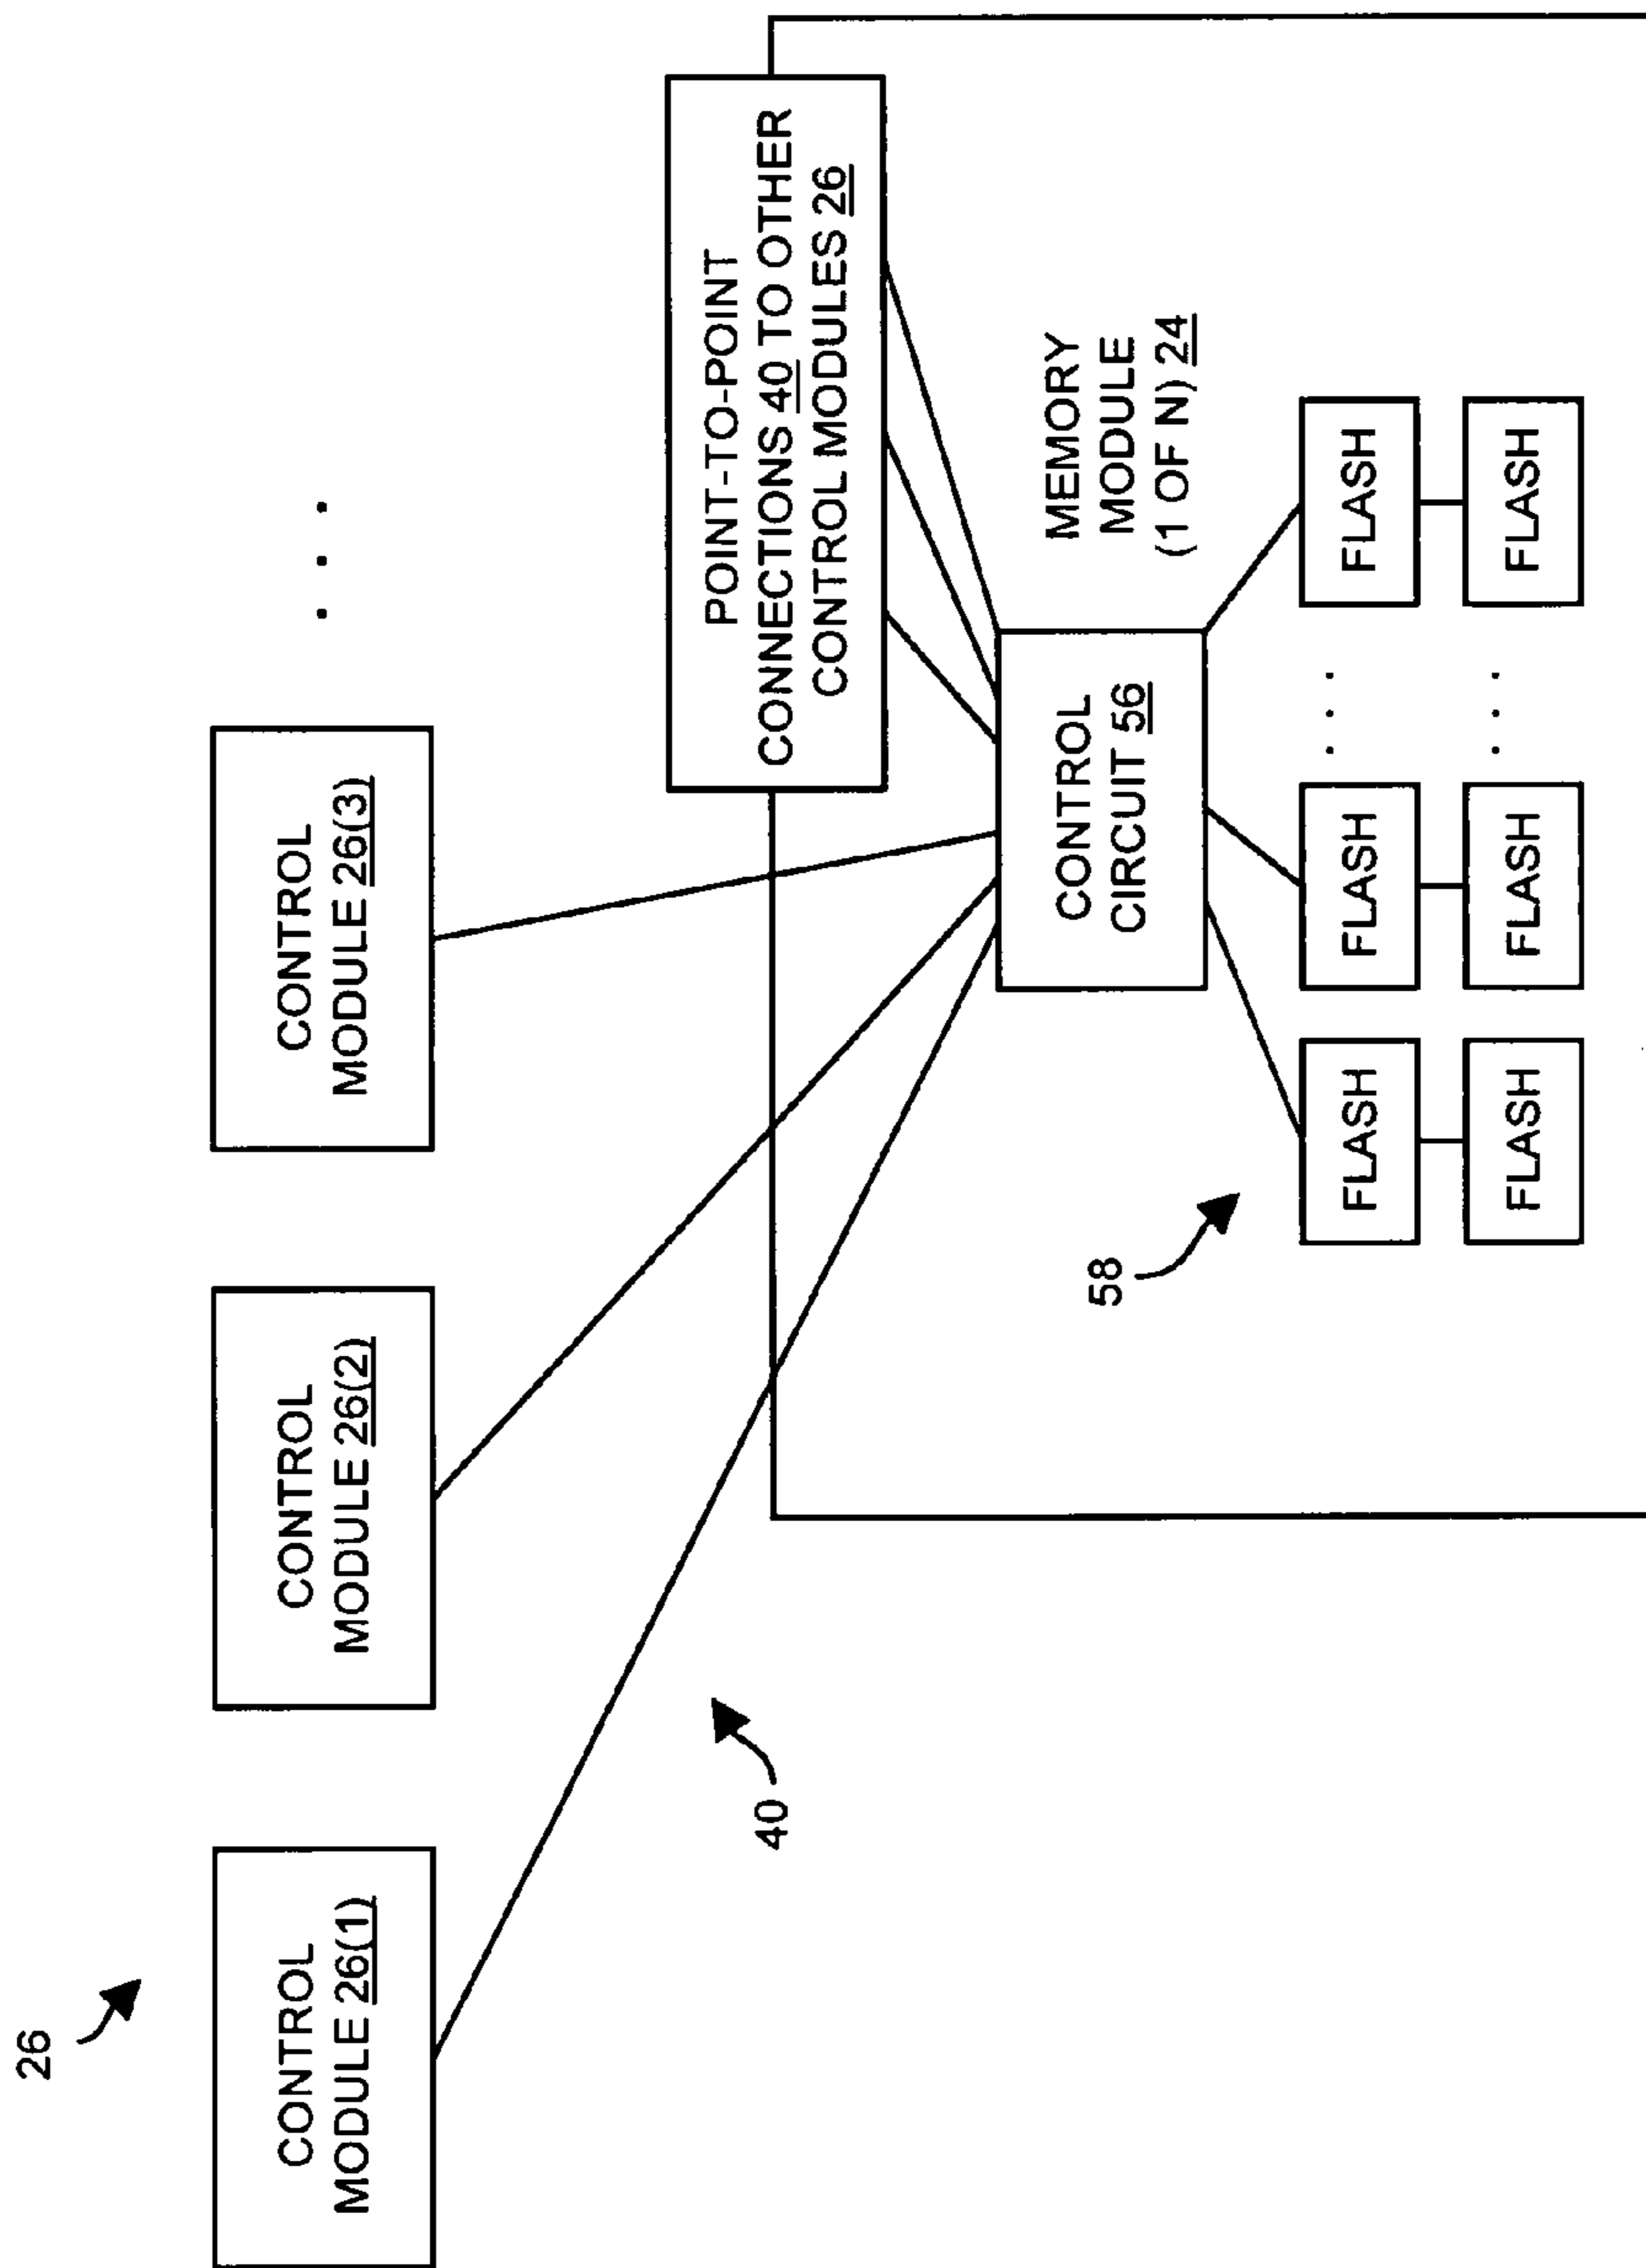 26
CONTROL
MODULE 26(1)
CONTROL
MODULE 26(2)
CONTROL
MODULE 26(3)
. . .
40
POINT-TO-POINT
CONNECTIONS 40 TO OTHER
CONTROL MODULES 26
CONTROL
CIRCUIT 56
MEMORY
MODULE
(1 OF N) 24
58
FLASH
FLASH
. . .
FLASH
FLASH
FLASH
. . .
FLASH